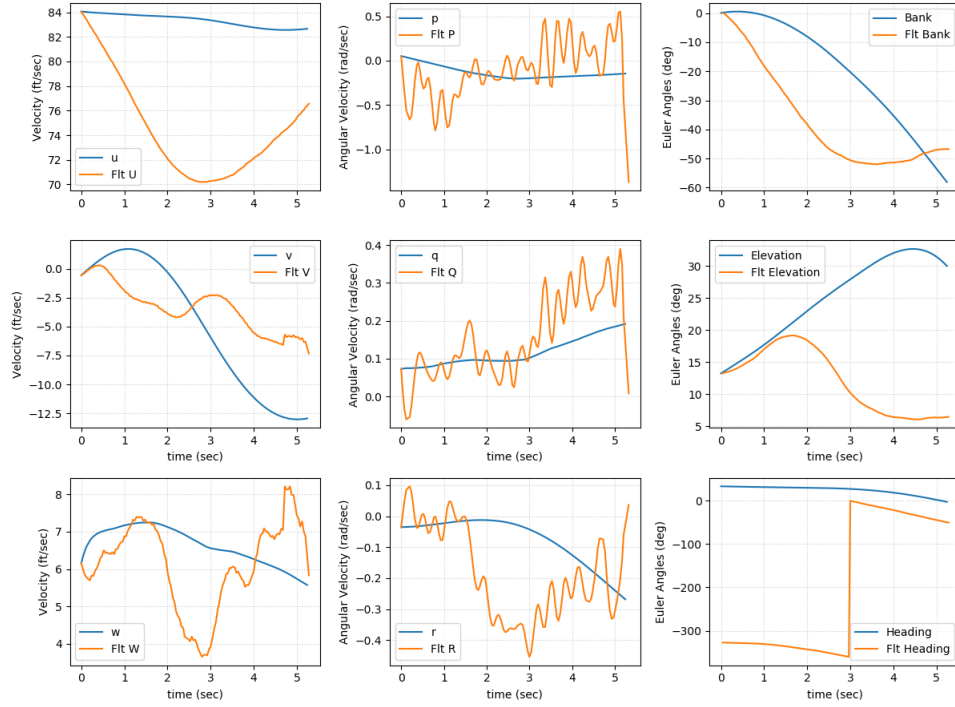 84
82
80
78
76
74
72
70
Velocity (ft/sec)
u
Flt U
0 1 2 3 4 5
0.5
0.0
−0.5
−1.0
Angular Velocity (rad/sec)
p
Flt P
0 1 2 3 4 5
0
−10
−20
−30
−40
−50
−60
Euler Angles (deg)
Bank
Flt Bank
0 1 2 3 4 5
0.0
−2.5
−5.0
−7.5
−10.0
−12.5
Velocity (ft/sec)
v
Flt V
0 1 2 3 4 5
time (sec)
0.4
0.3
0.2
0.1
0.0
Angular Velocity (rad/sec)
q
Flt Q
0 1 2 3 4 5
time (sec)
30
25
20
15
10
5
Euler Angles (deg)
Elevation
Flt Elevation
0 1 2 3 4 5
time (sec)
8
7
6
5
4
Velocity (ft/sec)
w
Flt W
0 1 2 3 4 5
time (sec)
0.1
0.0
−0.1
−0.2
−0.3
−0.4
Angular Velocity (rad/sec)
r
Flt R
0 1 2 3 4 5
time (sec)
0
−100
−200
−300
Euler Angles (deg)
Heading
Flt Heading
0 1 2 3 4 5
time (sec)